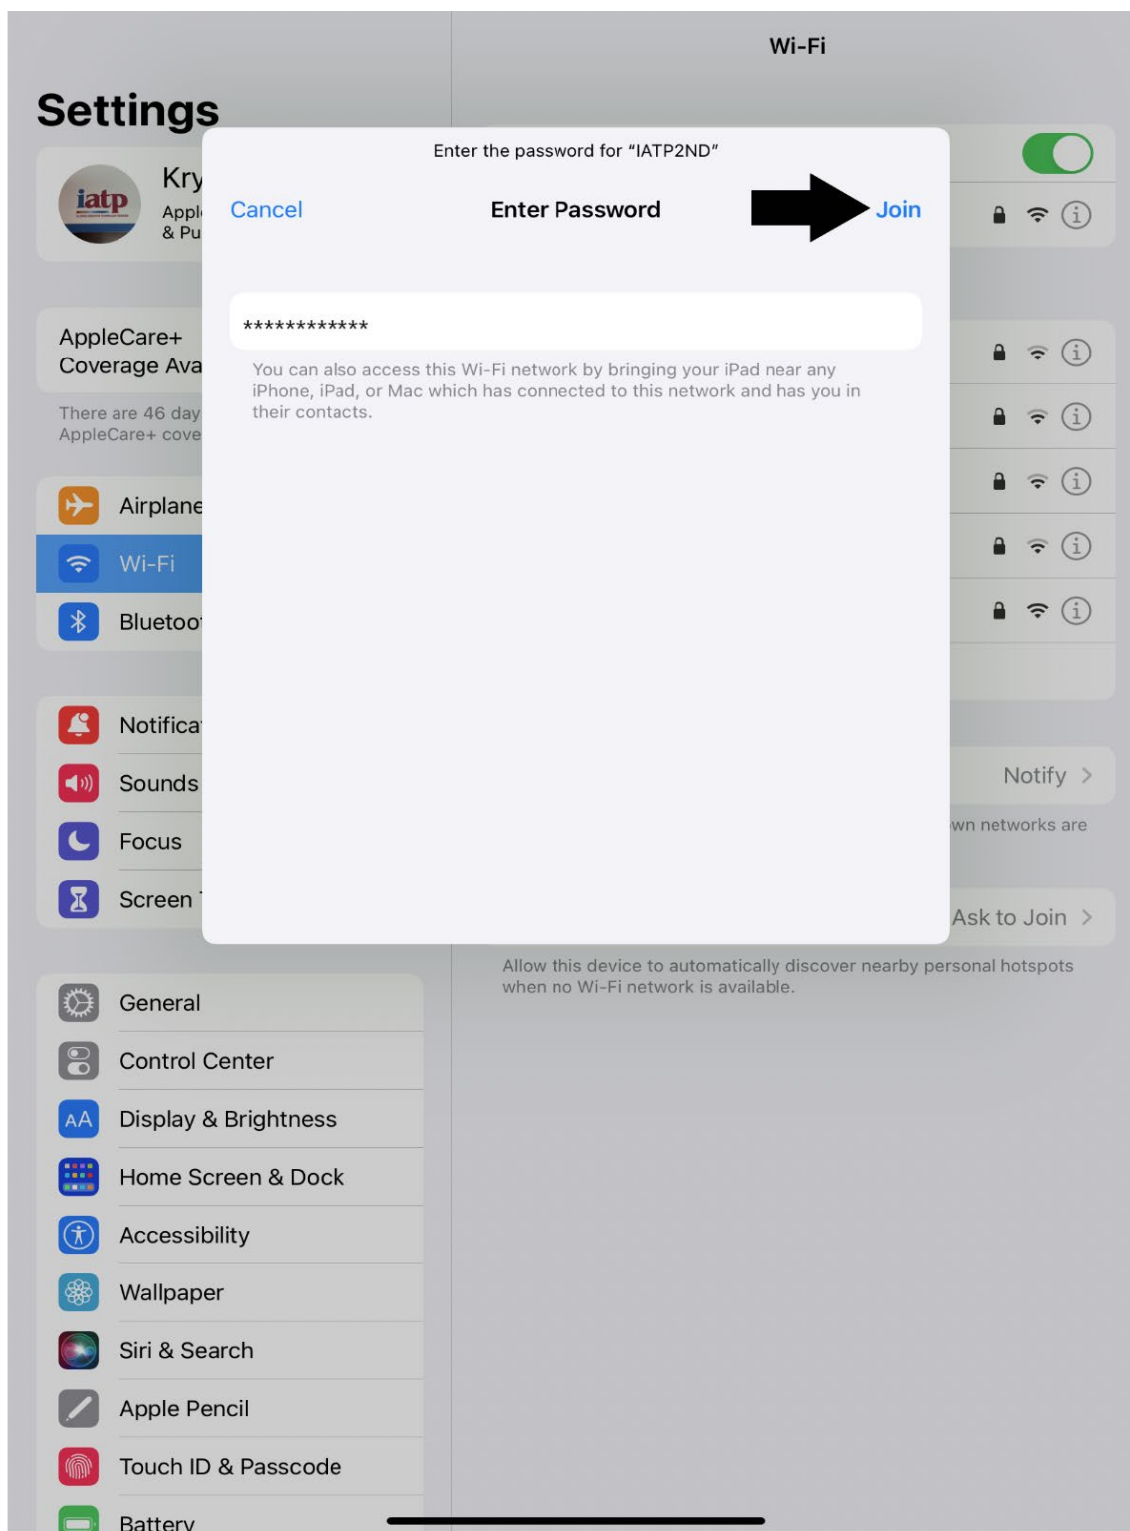 Wi-Fi
Settings
iatp
Kry
Appl
& Pu
Enter the password for “IATP2ND”
Cancel
Enter Password
Join
************
You can also access this Wi-Fi network by bringing your iPad near any
iPhone, iPad, or Mac which has connected to this network and has you in
their contacts.
AppleCare+
Coverage Ava
There are 46 day
AppleCare+ cove
Airplane
Wi-Fi
Bluetoo
Notifica
Sounds
Focus
Screen
Notify
wn networks are
Ask to Join
Allow this device to automatically discover nearby personal hotspots
when no Wi-Fi network is available.
General
Control Center
AA
Display & Brightness
Home Screen & Dock
Accessibility
Wallpaper
Siri & Search
Apple Pencil
Touch ID & Passcode
Battery